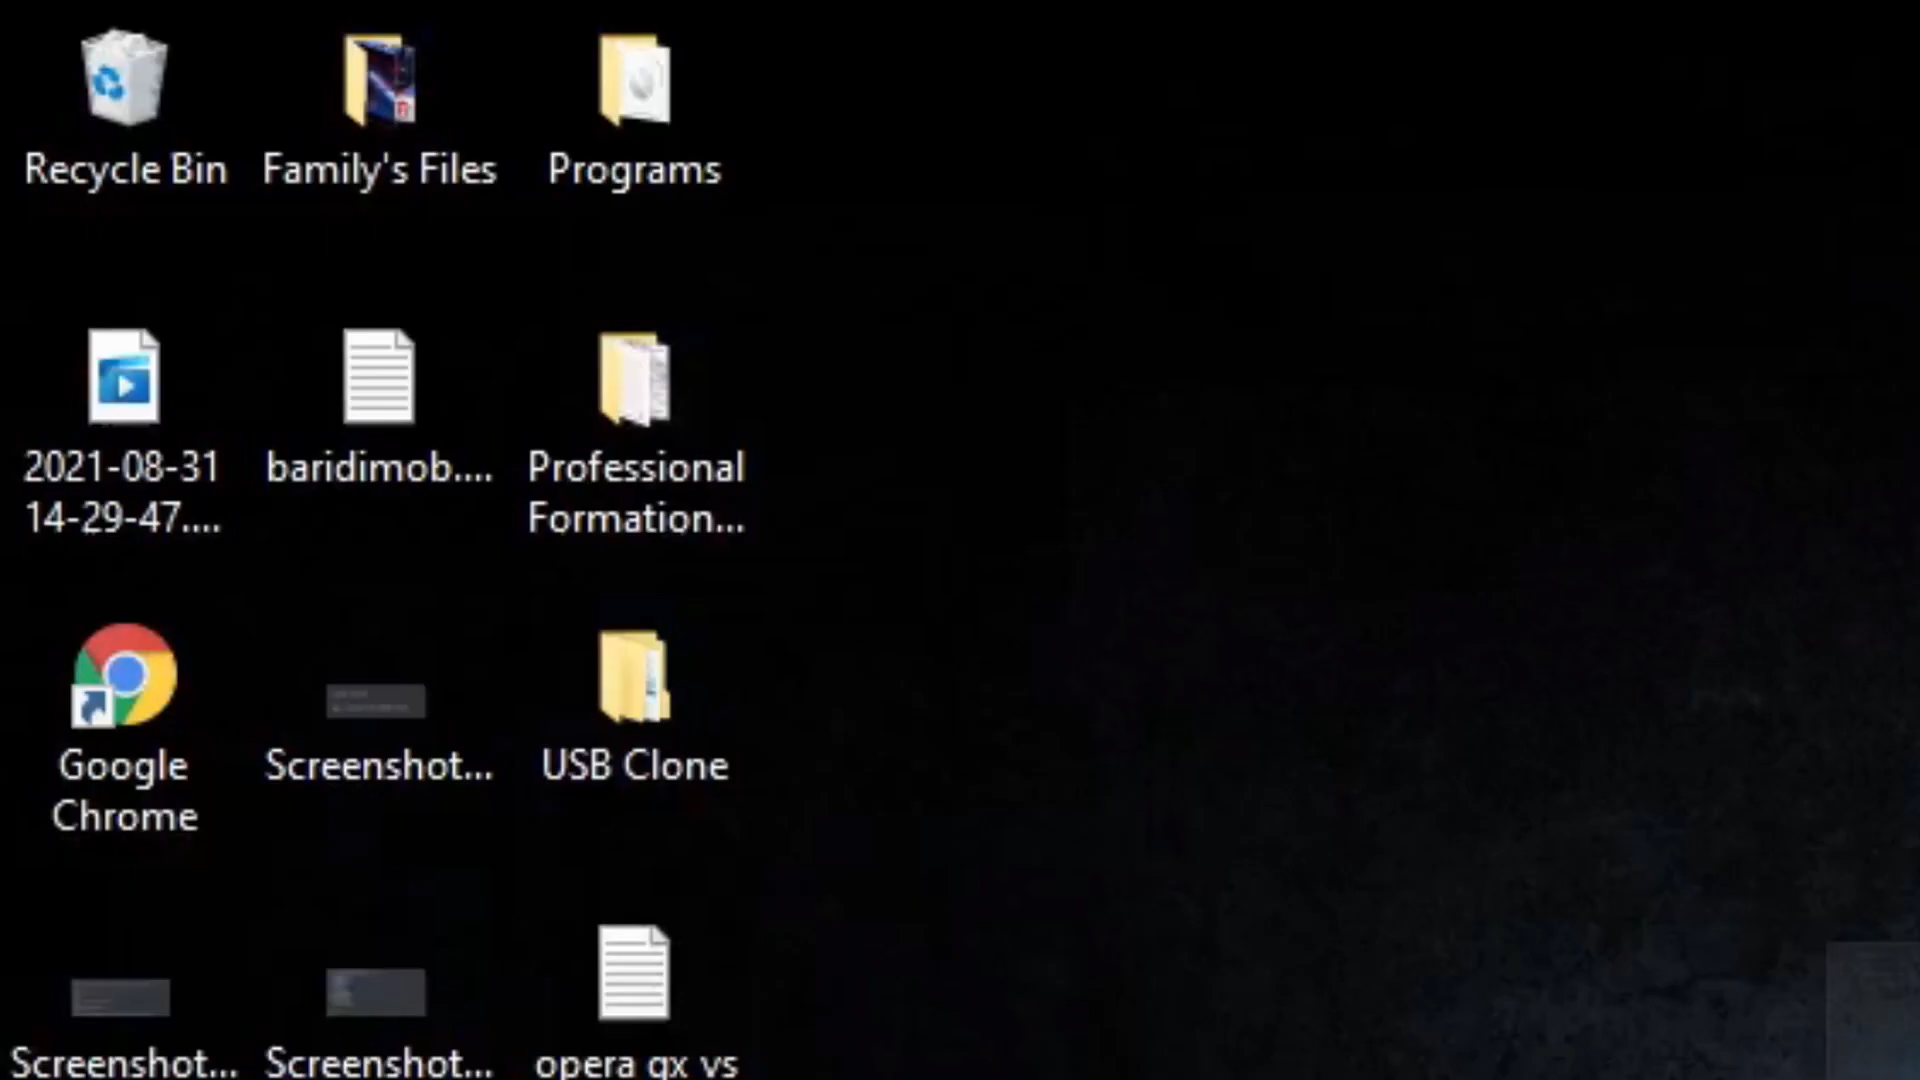 Recycle Bin
Family's Files
Programs
2021-08-31
14-29-47....
baridimob....
Professional
Formation...
Google
Chrome
Screenshot...
USB Clone
Screenshot...
Screenshot...
opera gx vs